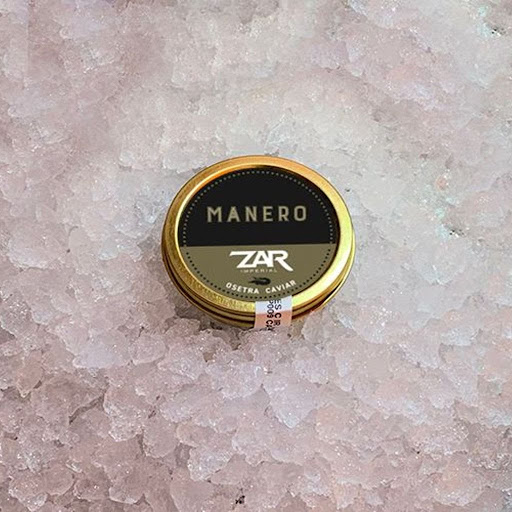 MANERO
ZAR
IMPERIAL
OSETRA CAVIAR